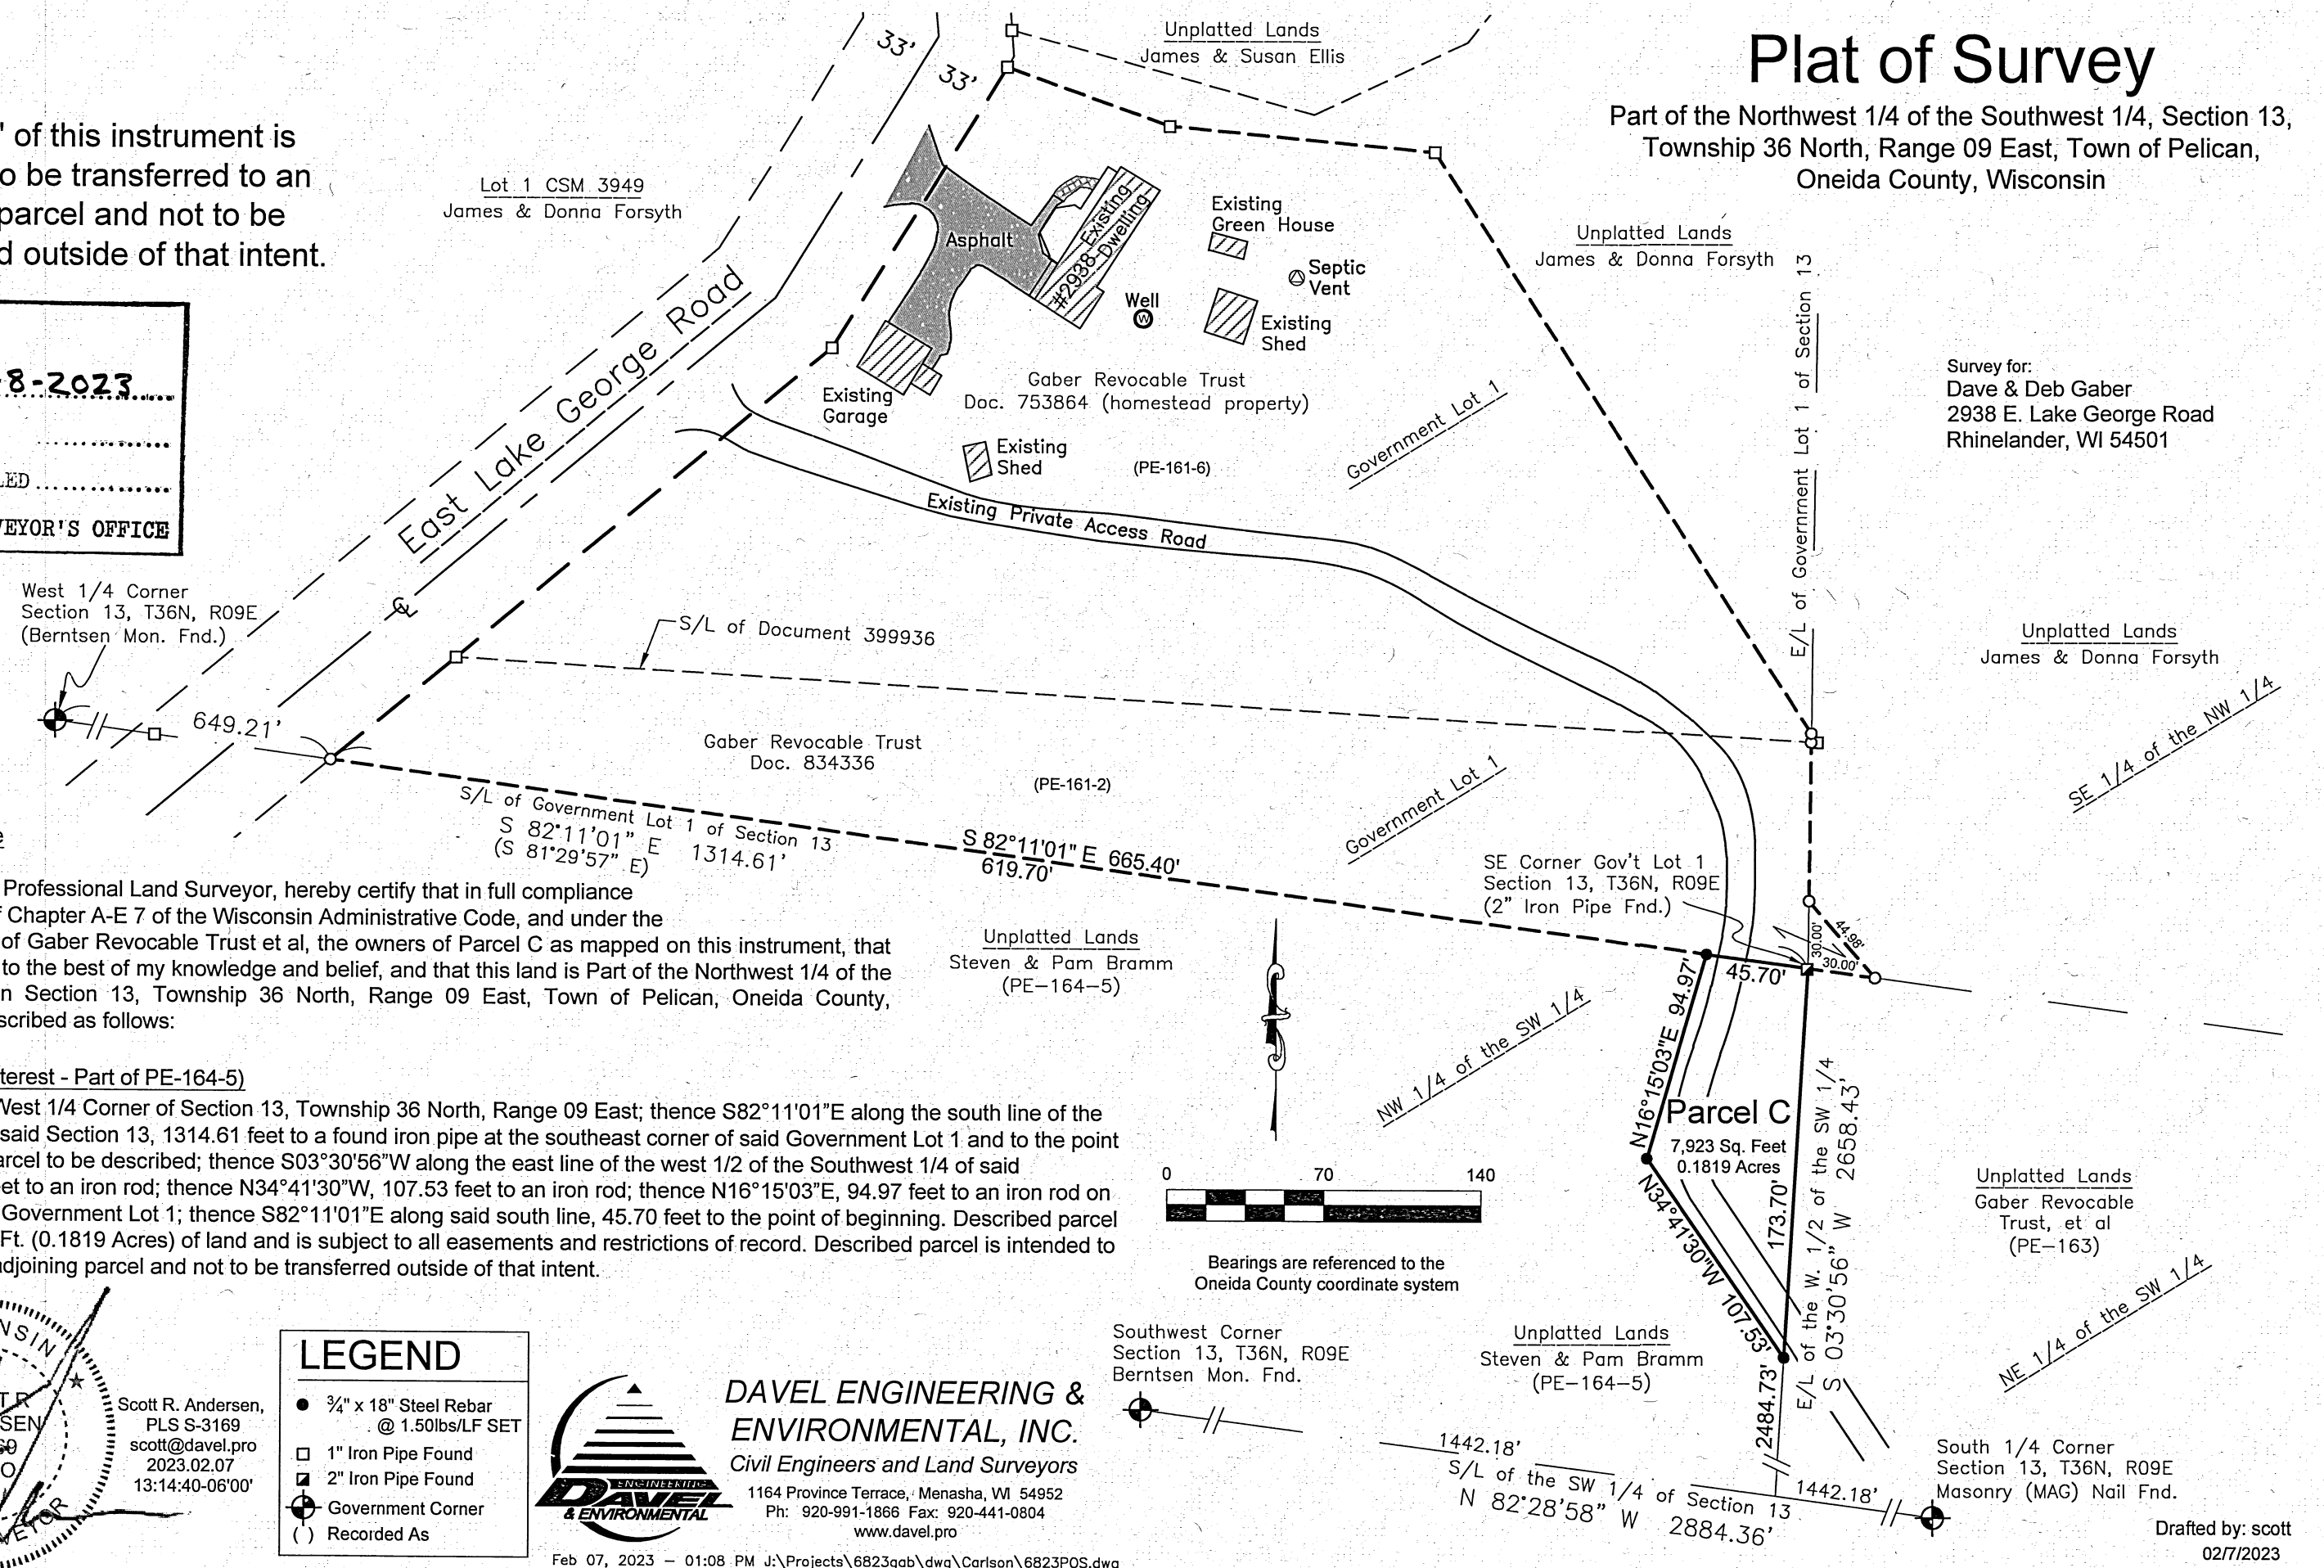 Plat of Survey
Part of the Northwest 1/4 of the Southwest 1/4, Section 13,
Township 36 North, Range 09 East, Town of Pelican,
Oneida County, Wisconsin
Survey for:
Dave & Deb Gaber
2938 E. Lake George Road
Rhinelander, WI 54501
of this instrument is
be transferred to an
parcel and not to be
outside of that intent.
8-2023
OFFICE
33'
33'
Unplatted Lands
James & Susan Ellis
Lot 1 CSM 3949
James & Donna Forsyth
East Lake George Road
Asphalt
Existing
#2938 Dwelling
Existing
Green House
Septic
Vent
Well
W
Existing
Shed
Existing
Garage
Gaber Revocable Trust
Doc. 753864 (homestead property)
Existing
Shed
(PE-161-6)
Government Lot 1
Existing Private Access Road
Unplatted Lands
James & Donna Forsyth
E/L of Government Lot 1 of Section 13
Unplatted Lands
James & Donna Forsyth
SE 1/4 of the NW 1/4
West 1/4 Corner
Section 13, T36N, R09E
(Berntsen Mon. Fnd.)
649.21'
S/L of Document 399936
Gaber Revocable Trust
Doc. 834336
(PE-161-2)
Government Lot 1
S/L of Government Lot 1 of Section 13
S 82°11'01" E 1314.61'
(S 81°29'57" E)
S 82°11'01" E 665.40'
619.70'
SE Corner Gov't Lot 1
Section 13, T36N, R09E
(2" Iron Pipe Fnd.)
30.00'
44.98'
30.00'
45.70'
Unplatted Lands
Steven & Pam Bramm
(PE-164-5)
NW 1/4 of the SW 1/4
N16°15'03"E 94.97'
Parcel C
7,923 Sq. Feet
0.1819 Acres
N34°41'30"W 107.53'
173.70'
E/L of the W. 1/2 of the SW 1/4
S 03°30'56" W 2658.43'
2484.73'
Unplatted Lands
Gaber Revocable
Trust, et al
(PE-163)
NE 1/4 of the SW 1/4
Professional Land Surveyor, hereby certify that in full compliance
Chapter A-E 7 of the Wisconsin Administrative Code, and under the
of Gaber Revocable Trust et al, the owners of Parcel C as mapped on this instrument, that
to the best of my knowledge and belief, and that this land is Part of the Northwest 1/4 of the
Section 13, Township 36 North, Range 09 East, Town of Pelican, Oneida County,
as follows:
- Part of PE-164-5)
West 1/4 Corner of Section 13, Township 36 North, Range 09 East; thence S82°11'01"E along the south line of the
said Section 13, 1314.61 feet to a found iron pipe at the southeast corner of said Government Lot 1 and to the point
parcel to be described; thence S03°30'56"W along the east line of the west 1/2 of the Southwest 1/4 of said
to an iron rod; thence N34°41'30"W, 107.53 feet to an iron rod; thence N16°15'03"E, 94.97 feet to an iron rod on
Government Lot 1; thence S82°11'01"E along said south line, 45.70 feet to the point of beginning. Described parcel
Ft. (0.1819 Acres) of land and is subject to all easements and restrictions of record. Described parcel is intended to
adjoining parcel and not to be transferred outside of that intent.
0 70 140
Bearings are referenced to the
Oneida County coordinate system
Scott R. Andersen,
PLS S-3169
scott@davel.pro
2023.02.07
13:14:40-06'00'
LEGEND
¾" x 18" Steel Rebar
@ 1.50lbs/LF SET
1" Iron Pipe Found
2" Iron Pipe Found
Government Corner
( ) Recorded As
ENGINEERING
DAVEL
& ENVIRONMENTAL
DAVEL ENGINEERING &
ENVIRONMENTAL, INC.
Civil Engineers and Land Surveyors
1164 Province Terrace, Menasha, WI 54952
Ph: 920-991-1866 Fax: 920-441-0804
www.davel.pro
Feb 07, 2023 – 01:08 PM J:\Projects\6823gab\dwg\Carlson\6823POS.dwg
Southwest Corner
Section 13, T36N, R09E
Berntsen Mon. Fnd.
Unplatted Lands
Steven & Pam Bramm
(PE-164-5)
1442.18'
S/L of the SW 1/4 of Section 13
N 82°28'58" W 2884.36'
1442.18'
South 1/4 Corner
Section 13, T36N, R09E
Masonry (MAG) Nail Fnd.
Drafted by: scott
02/7/2023